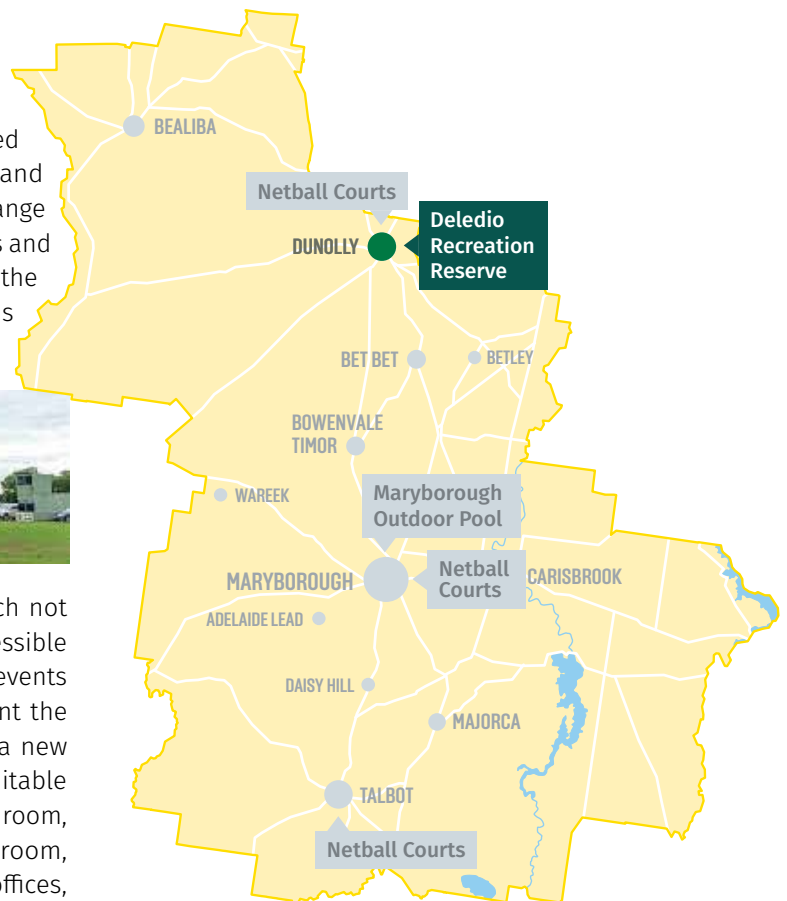 BEALIBA
ed
and
Netball Courts
ange
Deledio
Recreation
Reserve
s and
DUNOLLY
the
s
BET BET
BETLEY
BOWENVALE
TIMOR
WAREEK
Maryborough
Outdoor Pool
Netball
Courts
CARISBROOK
MARYBOROUGH
ch not
ADELAIDE LEAD
essible
events
DAISY HILL
nt the
MAJORCA
a new
itable
TALBOT
room,
Netball Courts
room,
offices,